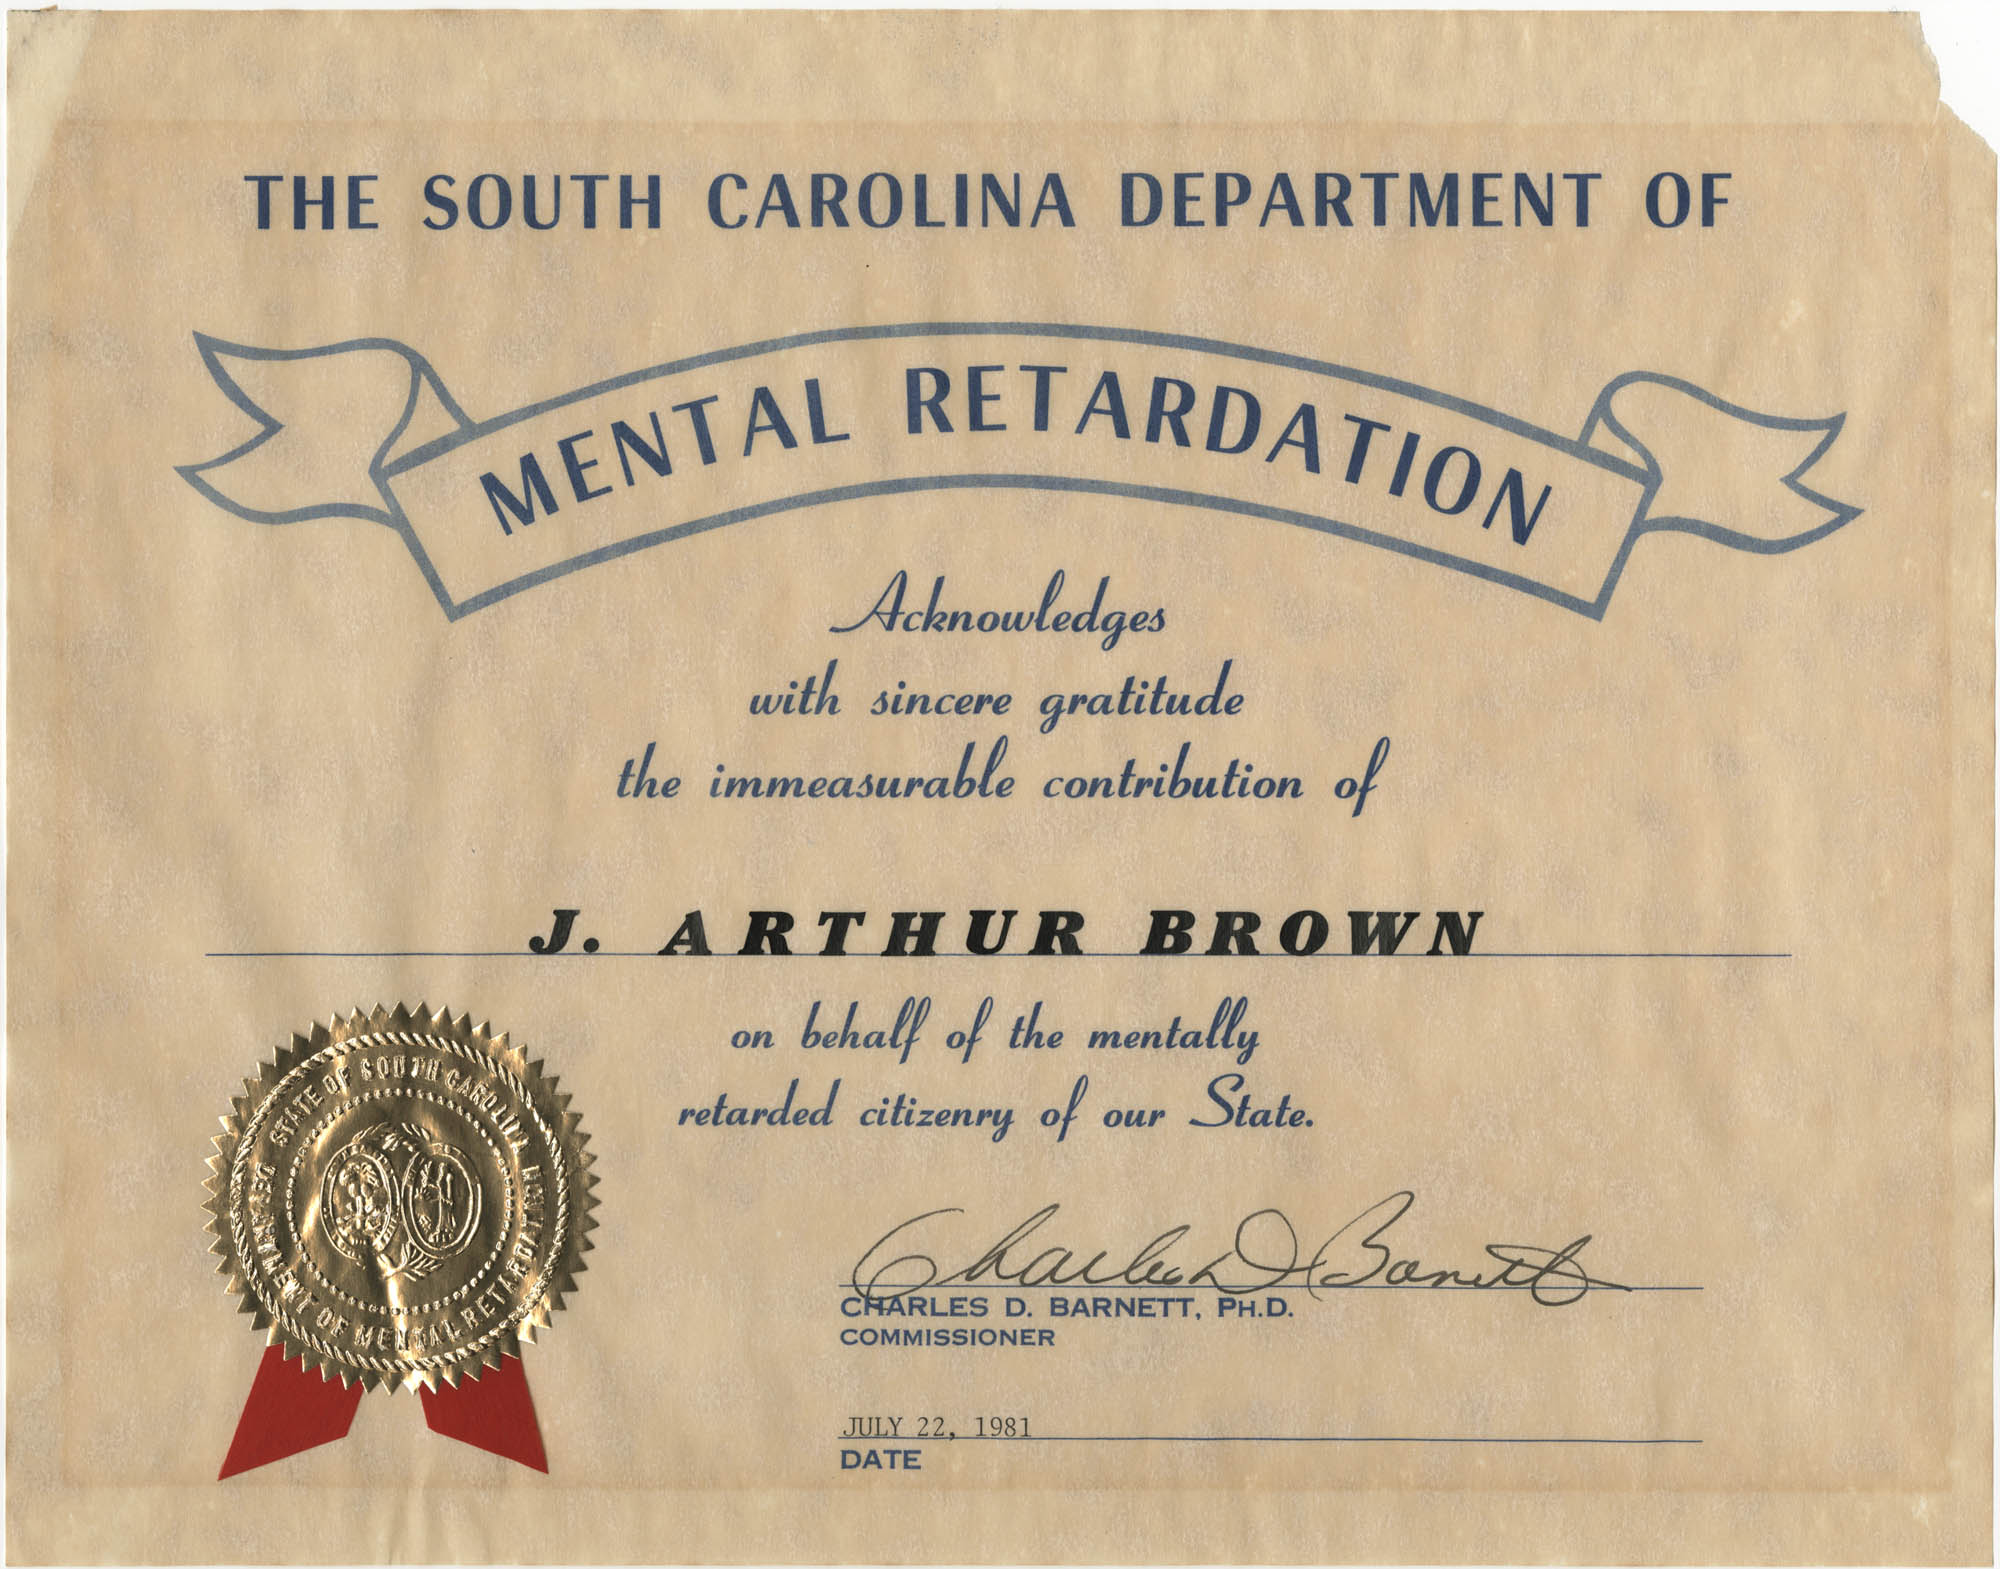 THE SOUTH CAROLINA DEPARTMENT OF
MENTAL RETARDATION
Acknowledges
with sincere gratitude
the immeasurable contribution of
J. ARTHUR BROWN
on behalf of the mentally
retarded citizenry of our State.
STATE OF SOUTH CAROLINA
DEPARTMENT OF MENTAL RETARDATION
Charles D. Barnett
CHARLES D. BARNETT, PH.D.
COMMISSIONER
JULY 22, 1981
DATE